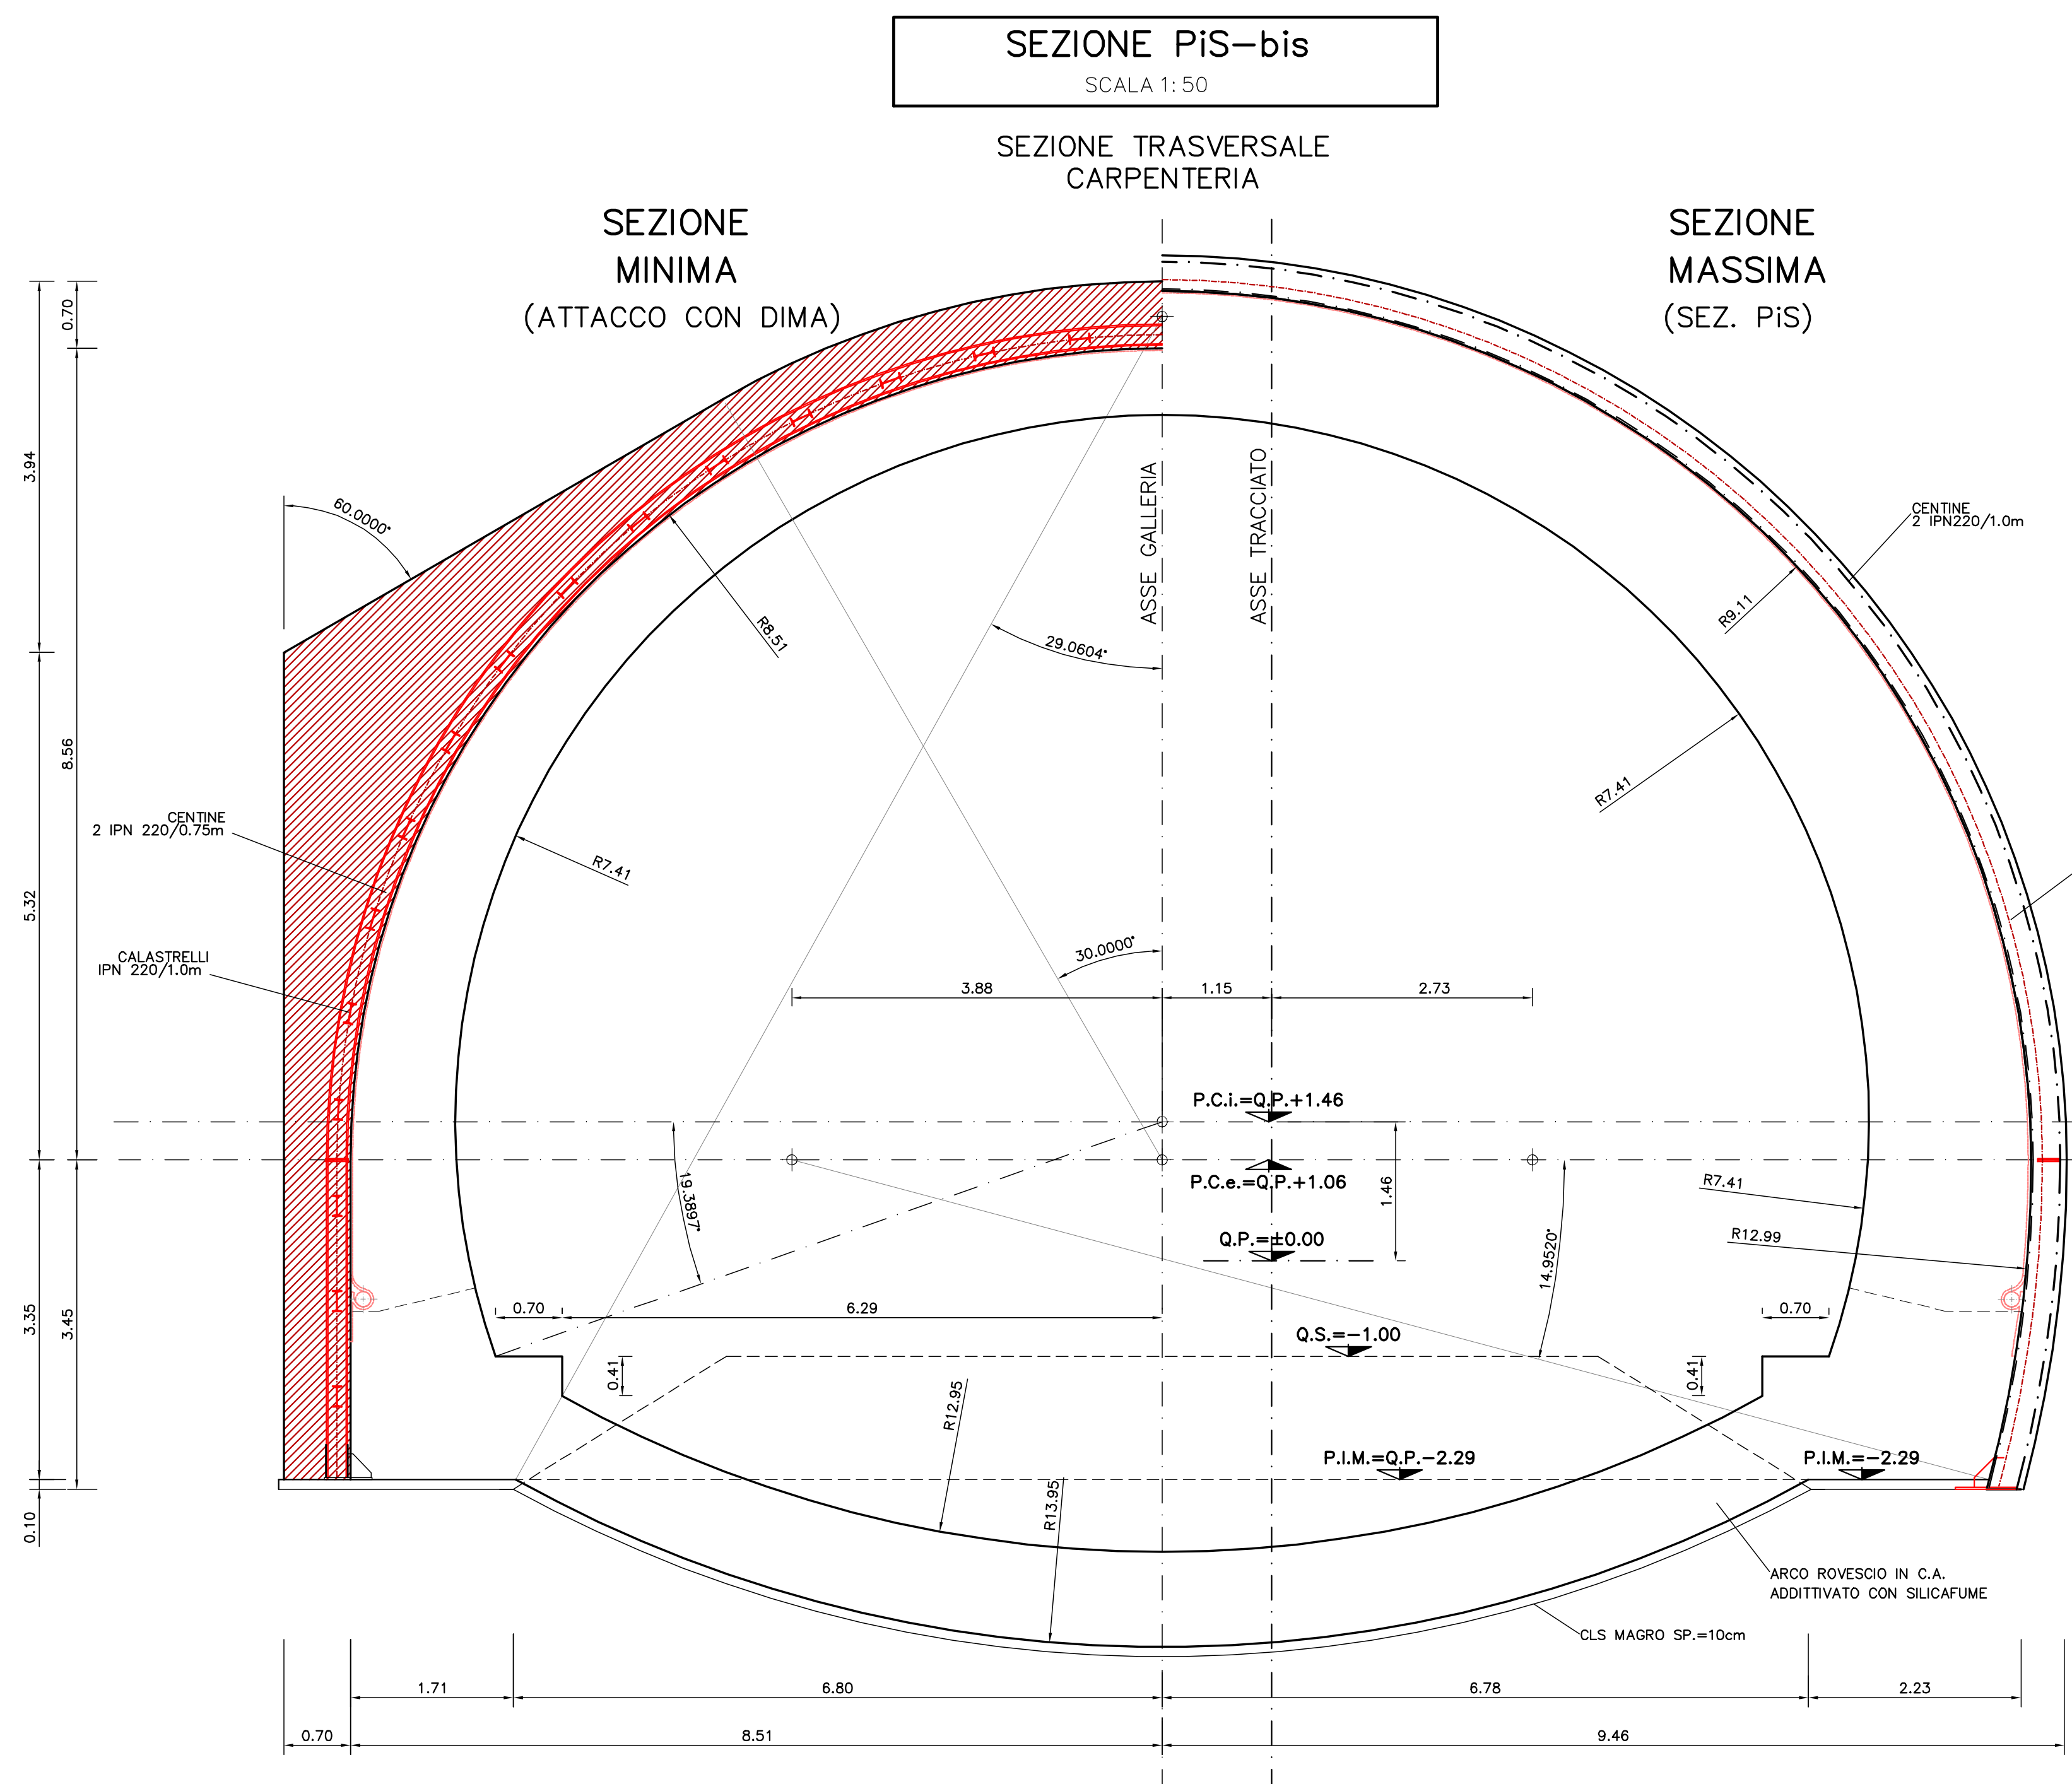 SEZIONE PiS-bis
SCALA 1:50
SEZIONE TRASVERSALE
CARPENTERIA
SEZIONE
MINIMA
(ATTACCO CON DIMA)
SEZIONE
MASSIMA
(SEZ. PiS)
0.70
3.94
8.56
5.32
3.35
3.45
0.10
60.0000°
R8.51
29.0604°
ASSE GALLERIA
ASSE TRACCIATO
CENTINE
2 IPN220/1.0m
R9.11
R7.41
CENTINE
2 IPN 220/0.75m
R7.41
CALASTRELLI
IPN 220/1.0m
30.0000°
3.88
1.15
2.73
P.C.i.=Q.P.+1.46
P.C.e.=Q.P.+1.06
1.46
19.3897°
14.9520°
R7.41
R12.99
Q.P.=±0.00
0.70
6.29
0.70
Q.S.=-1.00
0.41
0.41
R12.95
P.I.M.=Q.P.-2.29
P.I.M.=-2.29
R13.95
ARCO ROVESCIO IN C.A.
ADDITTIVATO CON SILICAFUME
CLS MAGRO SP.=10cm
1.71
6.80
6.78
2.23
0.70
8.51
9.46